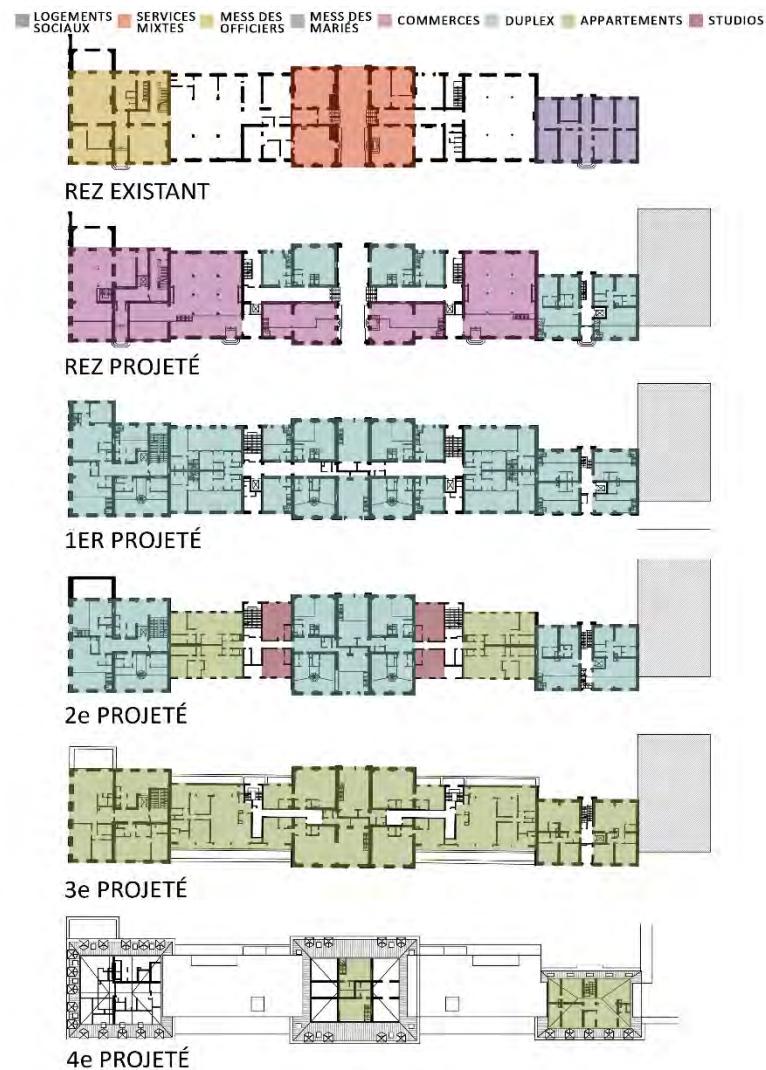 LOGEMENTS SOCIAUX
SERVICES MIXTES
MESS DES OFFICIERS
MESS DES MARIÉS
COMMERCES
DUPLEX
APPARTEMENTS
STUDIOS
REZ EXISTANT
REZ PROJETÉ
1ER PROJETÉ
2e PROJETÉ
3e PROJETÉ
4e PROJETÉ